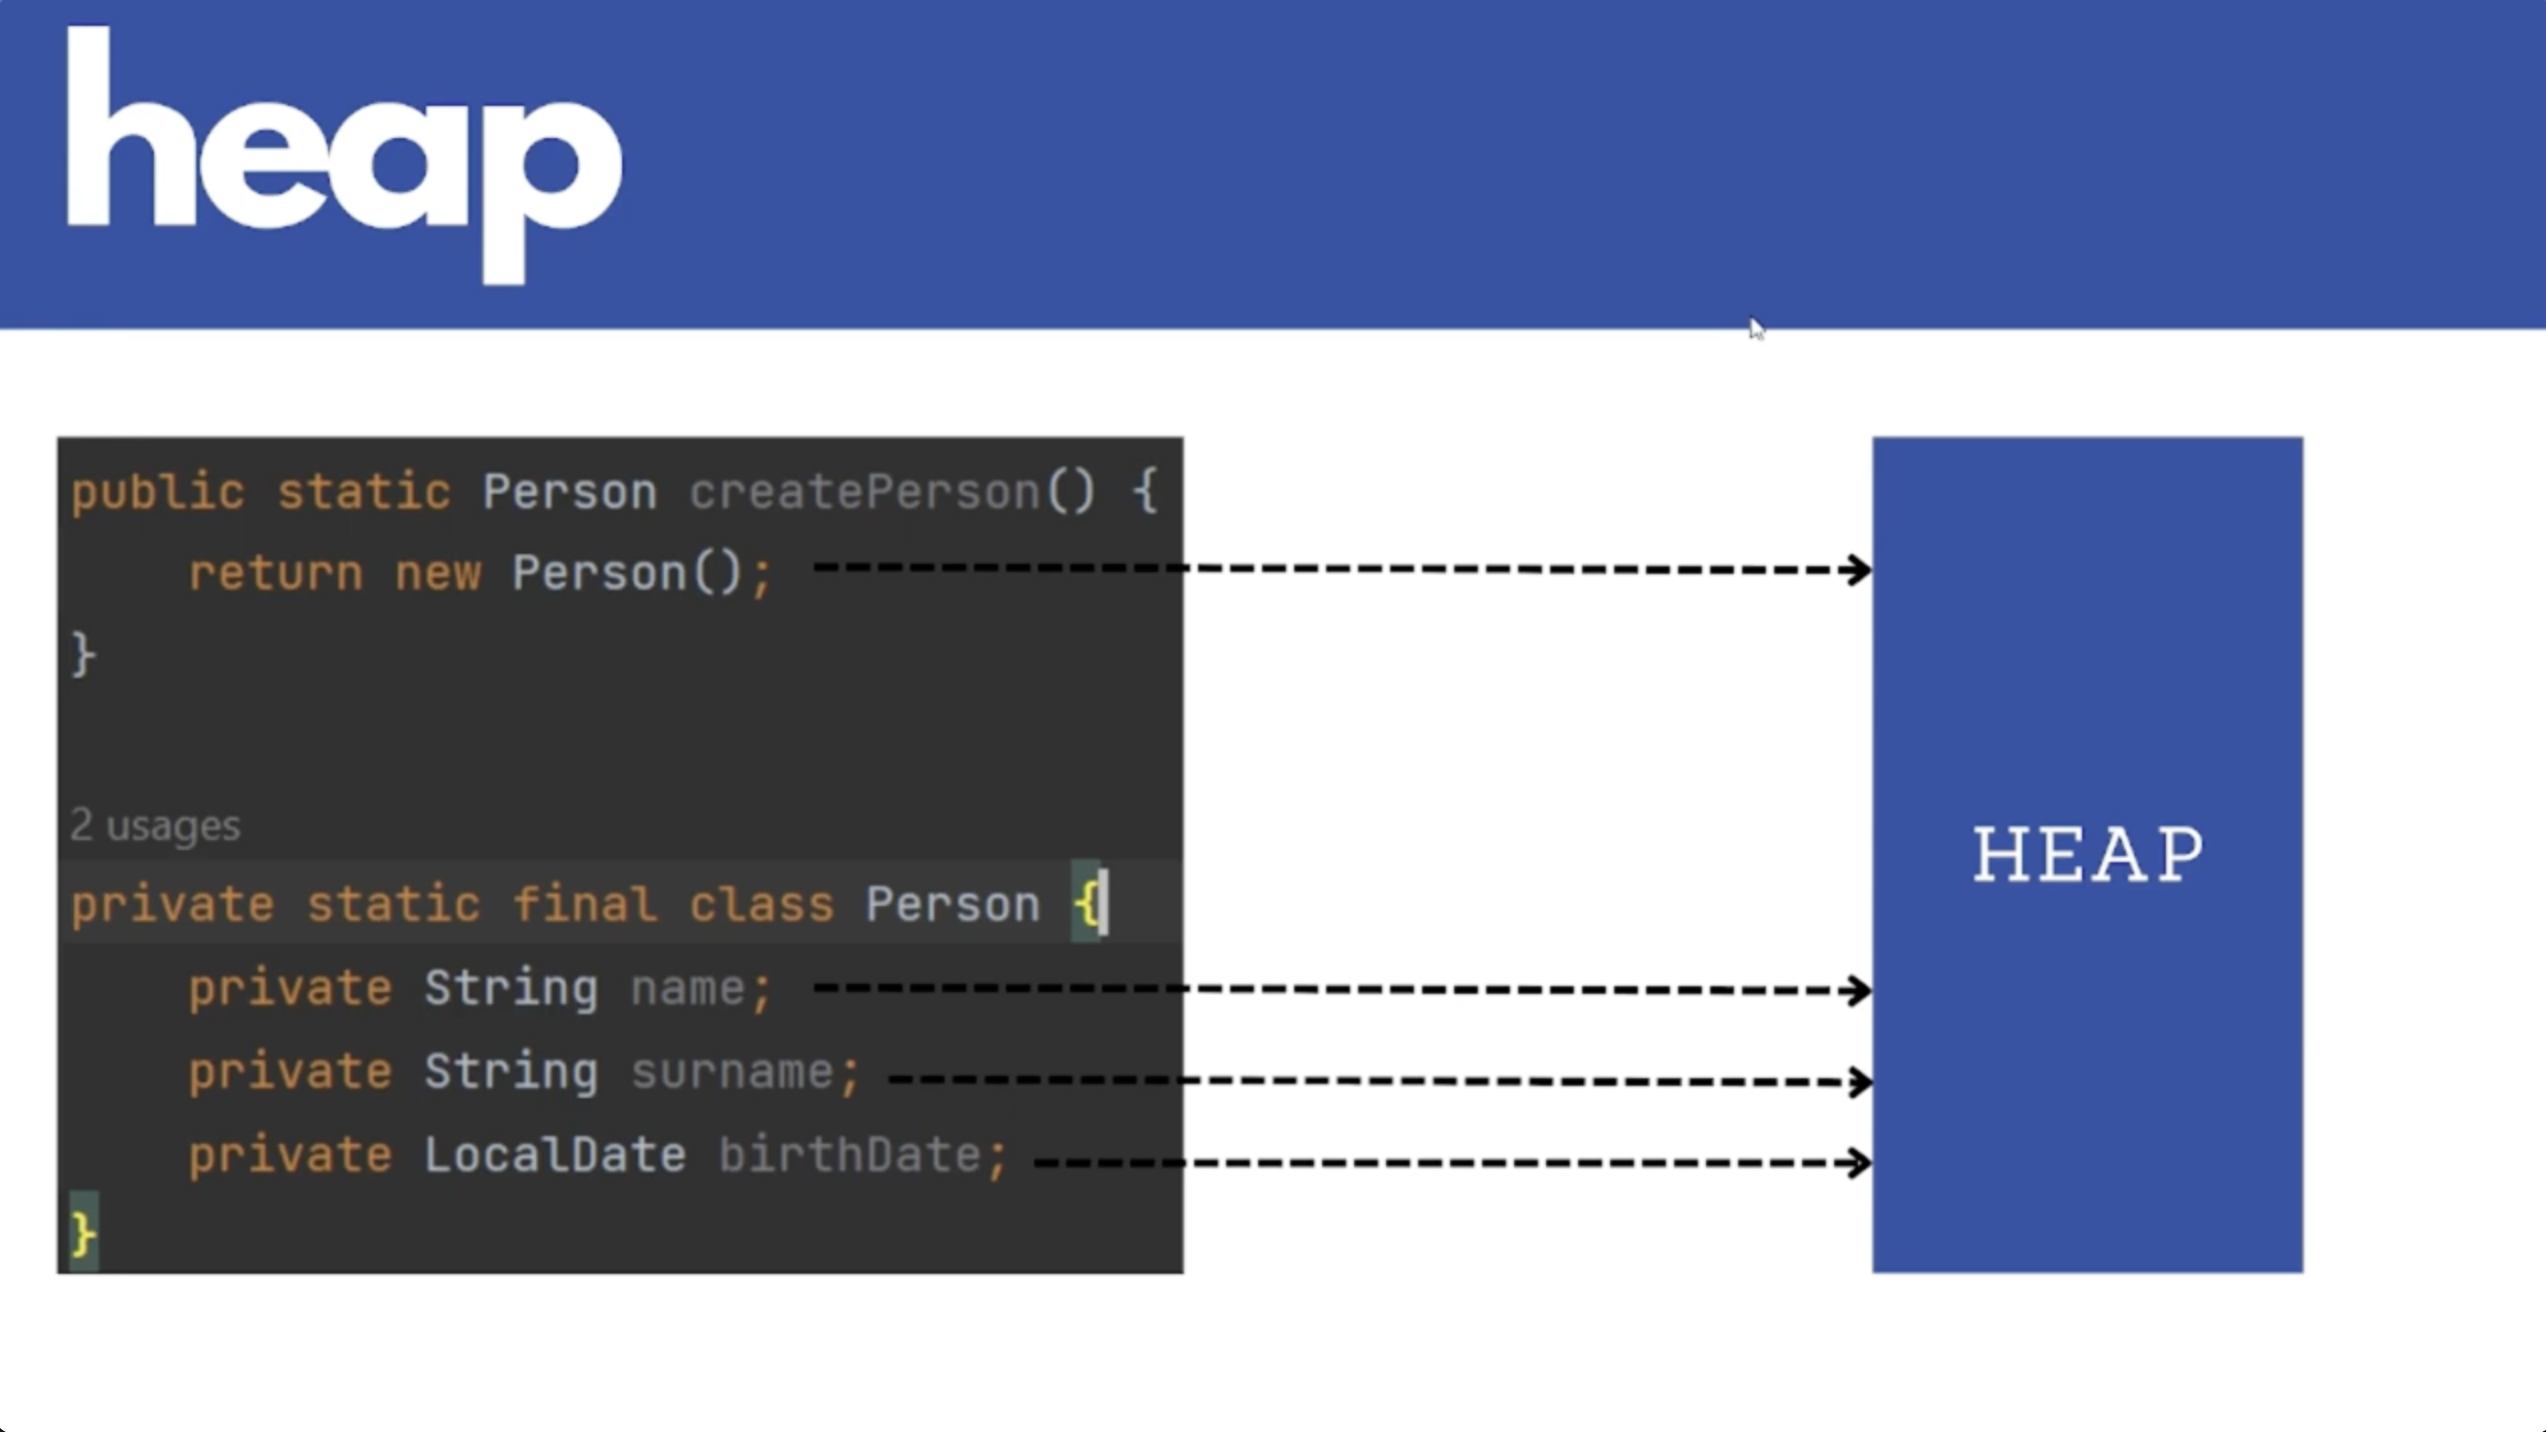 heap
public static Person createPerson() {
return new Person();
}
2 usages
private static final class Person {
private String name;
private String surname;
private LocalDate birthDate;
}
HEAP